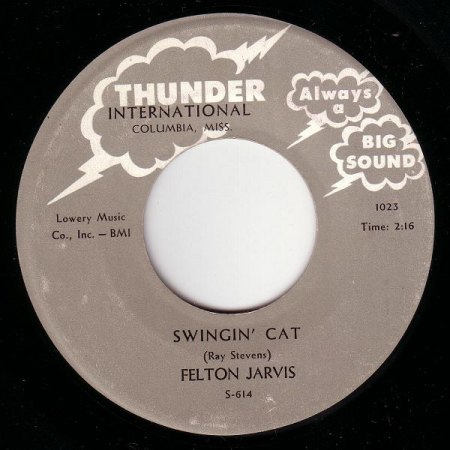 THUNDER
INTERNATIONAL
COLUMBIA, MISS.
Always
a
BIG
SOUND
Lowery Music
Co., Inc. — BMI
1023
Time: 2:16
SWINGIN' CAT
(Ray Stevens)
FELTON JARVIS
S-614